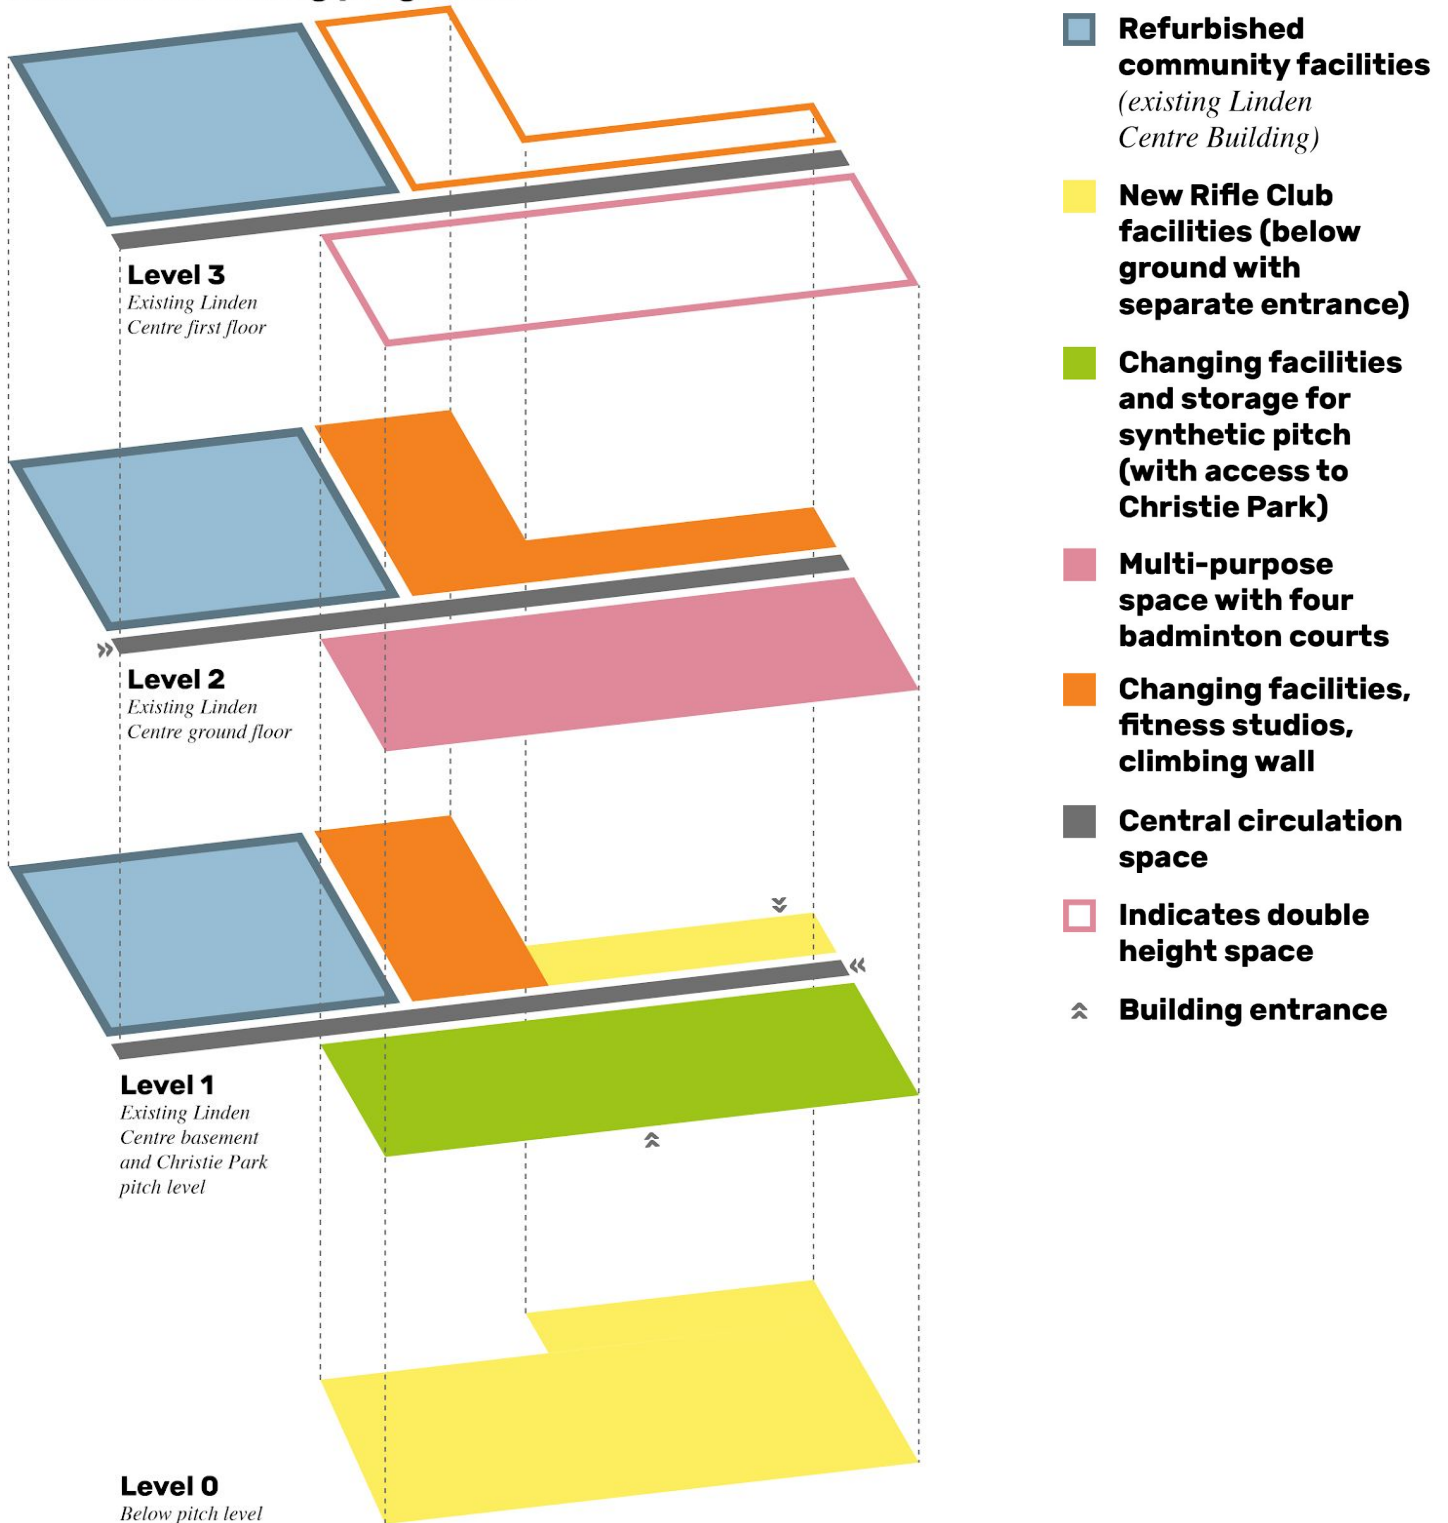 Level 3
Existing Linden
Centre first floor
Level 2
Existing Linden
Centre ground floor
Level 1
Existing Linden
Centre basement
and Christie Park
pitch level
Level 0
Below pitch level
Refurbished
community facilities
(existing Linden
Centre Building)
New Rifle Club
facilities (below
ground with
separate entrance)
Changing facilities
and storage for
synthetic pitch
(with access to
Christie Park)
Multi-purpose
space with four
badminton courts
Changing facilities,
fitness studios,
climbing wall
Central circulation
space
Indicates double
height space
Building entrance